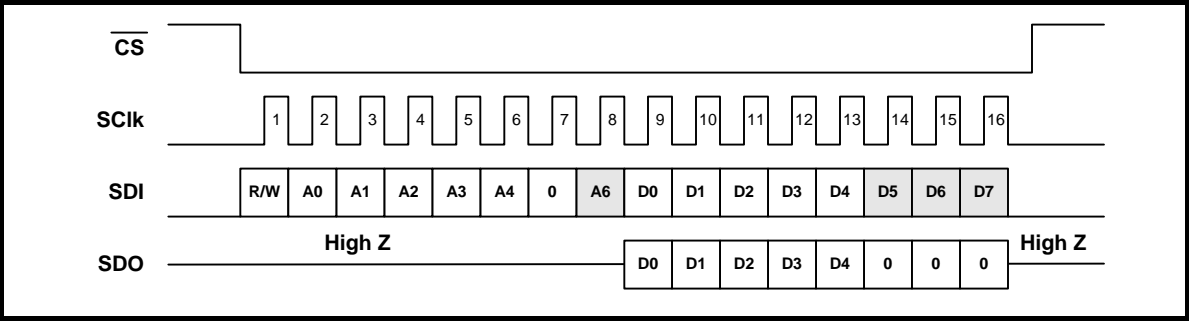 CS
SClk 1 2 3 4 5 6 7 8 9 10 11 12 13 14 15 16
SDI R/W A0 A1 A2 A3 A4 0 A6 D0 D1 D2 D3 D4 D5 D6 D7
High Z High Z
SDO D0 D1 D2 D3 D4 0 0 0